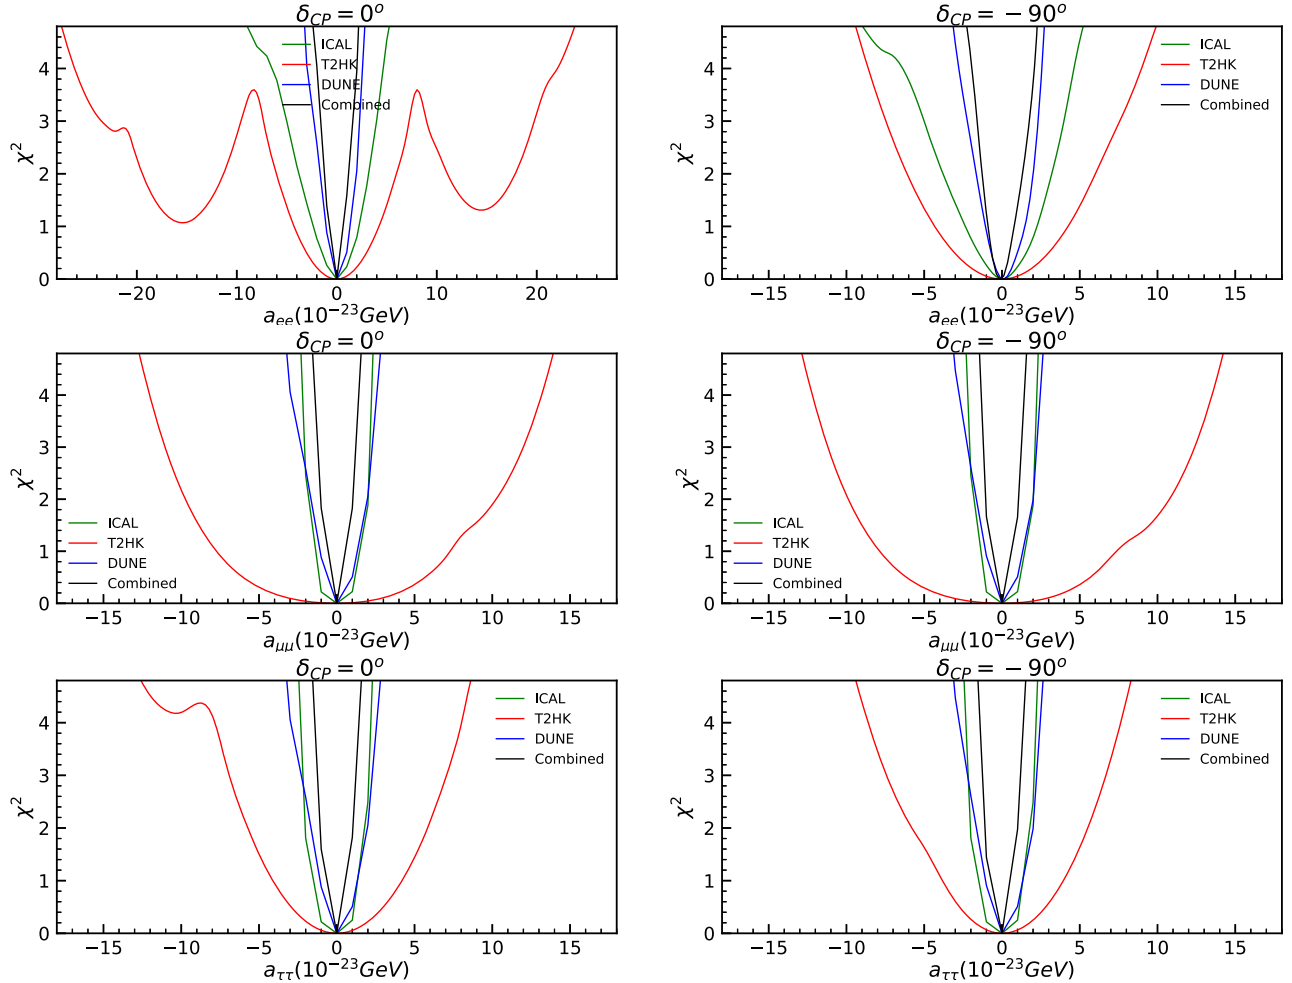 δCP = 0°
χ²
4
3
2
1
0
ICAL
T2HK
DUNE
Combined
−20 −10 0 10 20
aee(10⁻²³GeV)
δCP = −90°
χ²
4
3
2
1
0
ICAL
T2HK
DUNE
Combined
−15 −10 −5 0 5 10 15
aee(10⁻²³GeV)
δCP = 0°
χ²
4
3
2
1
0
ICAL
T2HK
DUNE
Combined
−15 −10 −5 0 5 10 15
aμμ(10⁻²³GeV)
δCP = −90°
χ²
4
3
2
1
0
ICAL
T2HK
DUNE
Combined
−15 −10 −5 0 5 10 15
aμμ(10⁻²³GeV)
δCP = 0°
χ²
4
3
2
1
0
ICAL
T2HK
DUNE
Combined
−15 −10 −5 0 5 10 15
aττ(10⁻²³GeV)
δCP = −90°
χ²
4
3
2
1
0
ICAL
T2HK
DUNE
Combined
−15 −10 −5 0 5 10 15
aττ(10⁻²³GeV)